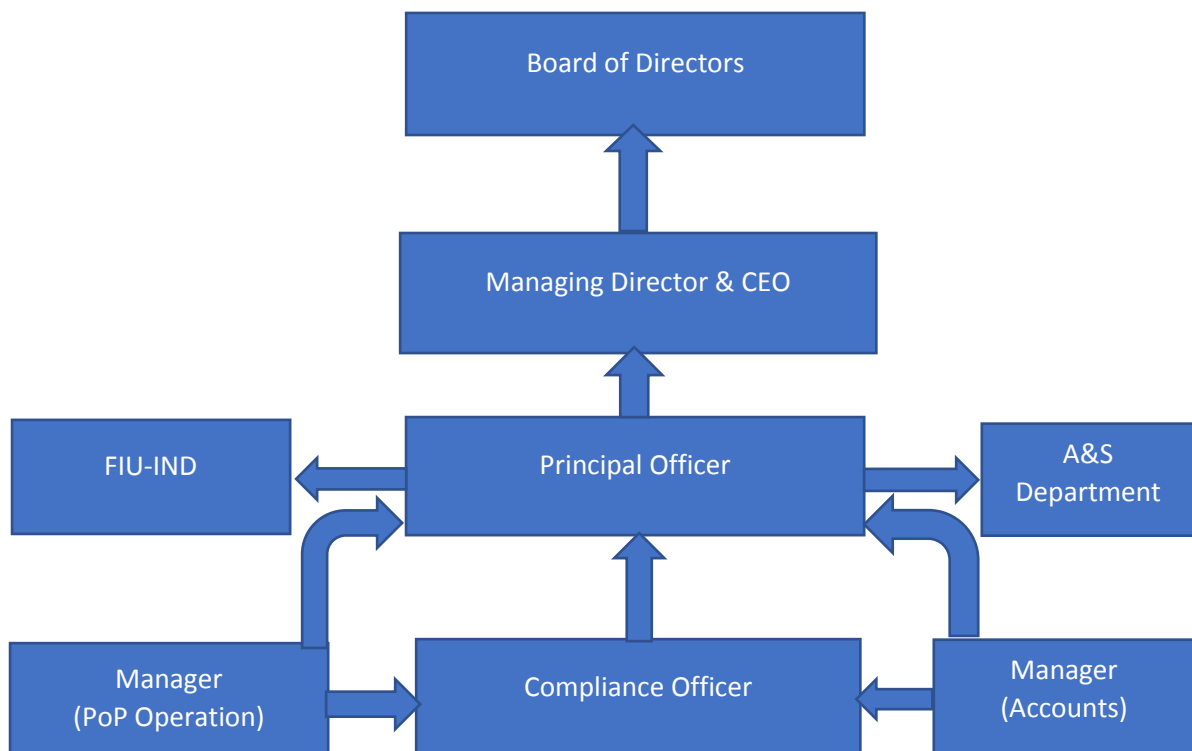 Board of Directors
Managing Director & CEO
FIU-IND
Principal Officer
A&S
Department
Manager
(PoP Operation)
Compliance Officer
Manager
(Accounts)